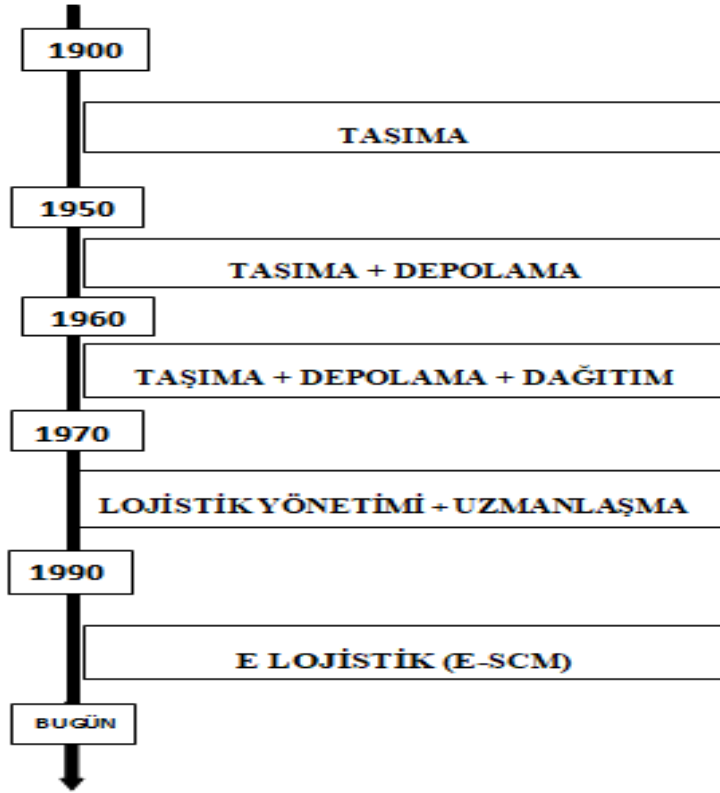 1900
TASIMA
1950
TASIMA + DEPOLAMA
1960
TAŞIMA + DEPOLAMA + DAĞITIM
1970
LOJİSTİK YÖNETİMİ + UZMANLAŞMA
1990
E LOJİSTİK (E-SCM)
BUGÜN